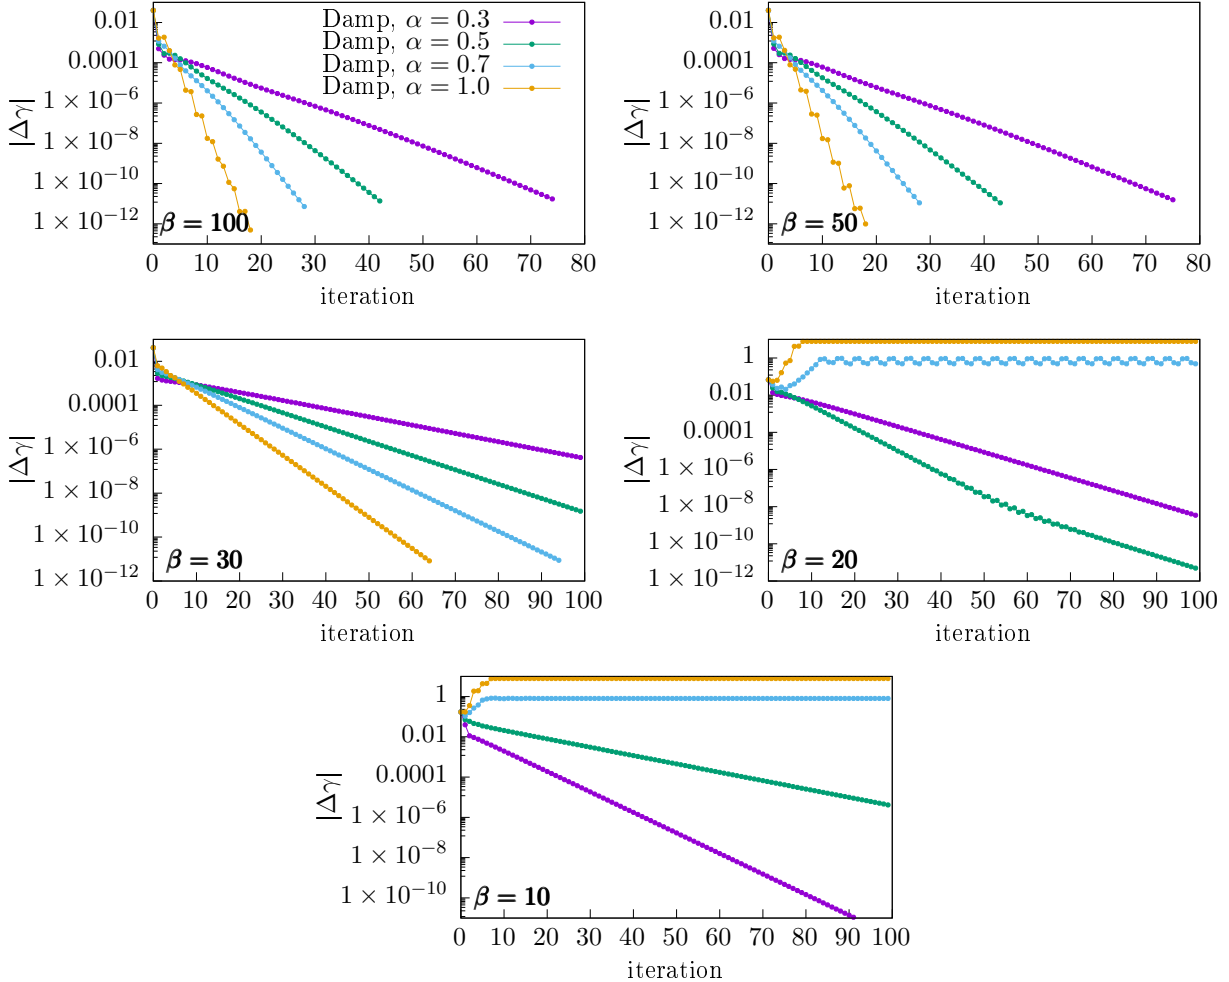 0.01
0.0001
1 × 10−6
1 × 10−8
1 × 10−10
1 × 10−12
|Δγ|
Damp, α = 0.3
Damp, α = 0.5
Damp, α = 0.7
Damp, α = 1.0
β = 100
0 10 20 30 40 50 60 70 80
iteration
0.01
0.0001
1 × 10−6
1 × 10−8
1 × 10−10
1 × 10−12
|Δγ|
β = 50
0 10 20 30 40 50 60 70 80
iteration
0.01
0.0001
1 × 10−6
1 × 10−8
1 × 10−10
1 × 10−12
|Δγ|
β = 30
0 10 20 30 40 50 60 70 80 90 100
iteration
1
0.01
0.0001
1 × 10−6
1 × 10−8
1 × 10−10
1 × 10−12
|Δγ|
β = 20
0 10 20 30 40 50 60 70 80 90 100
iteration
1
0.01
0.0001
1 × 10−6
1 × 10−8
1 × 10−10
|Δγ|
β = 10
0 10 20 30 40 50 60 70 80 90 100
iteration